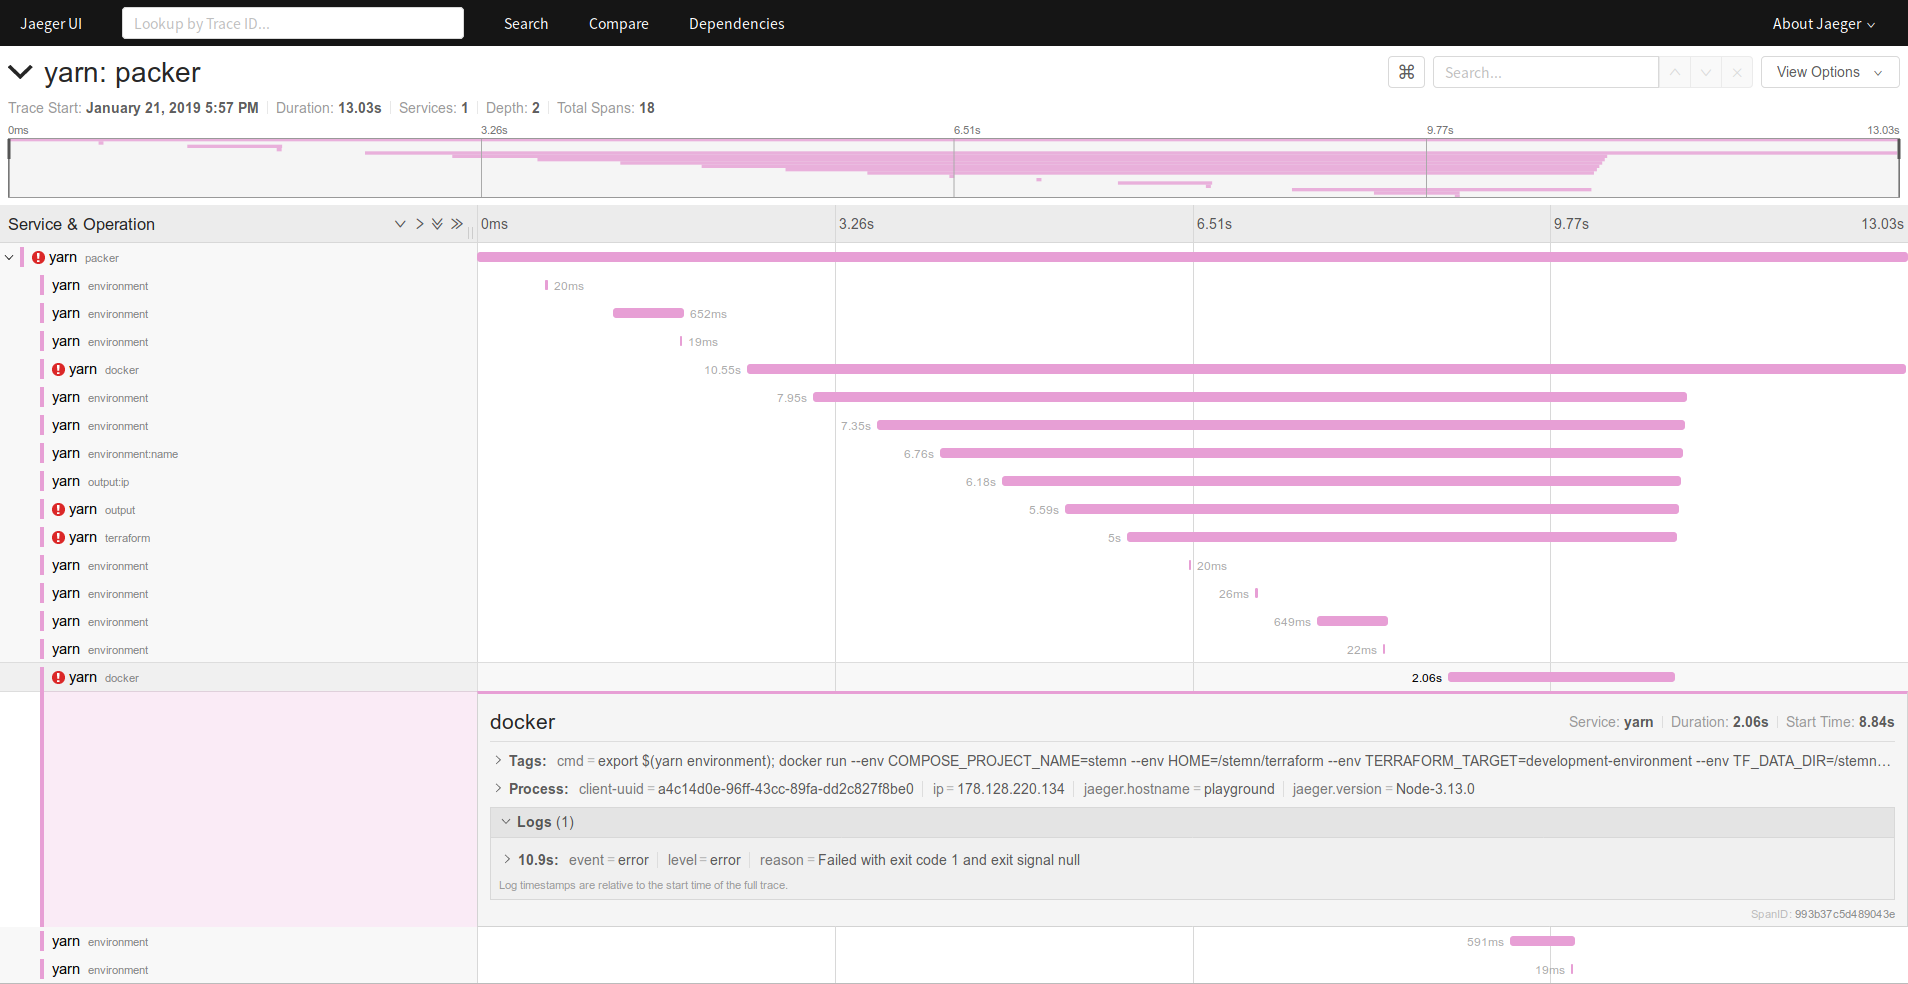 Jaeger UI Lookup by Trace ID... Search Compare Dependencies About Jaeger
yarn: packer ⌘ Search... View Options
Trace Start: January 21, 2019 5:57 PM Duration: 13.03s Services: 1 Depth: 2 Total Spans: 18
0ms 3.26s 6.51s 9.77s 13.03s
Service & Operation 0ms 3.26s 6.51s 9.77s 13.03s
yarn packer
yarn environment 20ms
yarn environment 652ms
yarn environment 19ms
yarn docker 10.55s
yarn environment 7.95s
yarn environment 7.35s
yarn environment:name 6.76s
yarn output:ip 6.18s
yarn output 5.59s
yarn terraform 5s
yarn environment 20ms
yarn environment 26ms
yarn environment 649ms
yarn environment 22ms
yarn docker 2.06s
docker Service: yarn Duration: 2.06s Start Time: 8.84s
Tags: cmd = export $(yarn environment); docker run --env COMPOSE_PROJECT_NAME=stemn --env HOME=/stemn/terraform --env TERRAFORM_TARGET=development-environment --env TF_DATA_DIR=/stemn...
Process: client-uuid = a4c14d0e-96ff-43cc-89fa-dd2c827f8be0 ip = 178.128.220.134 jaeger.hostname = playground jaeger.version = Node-3.13.0
Logs (1)
10.9s: event = error level = error reason = Failed with exit code 1 and exit signal null
Log timestamps are relative to the start time of the full trace.
SpanID: 993b37c5d489043e
yarn environment 591ms
yarn environment 19ms